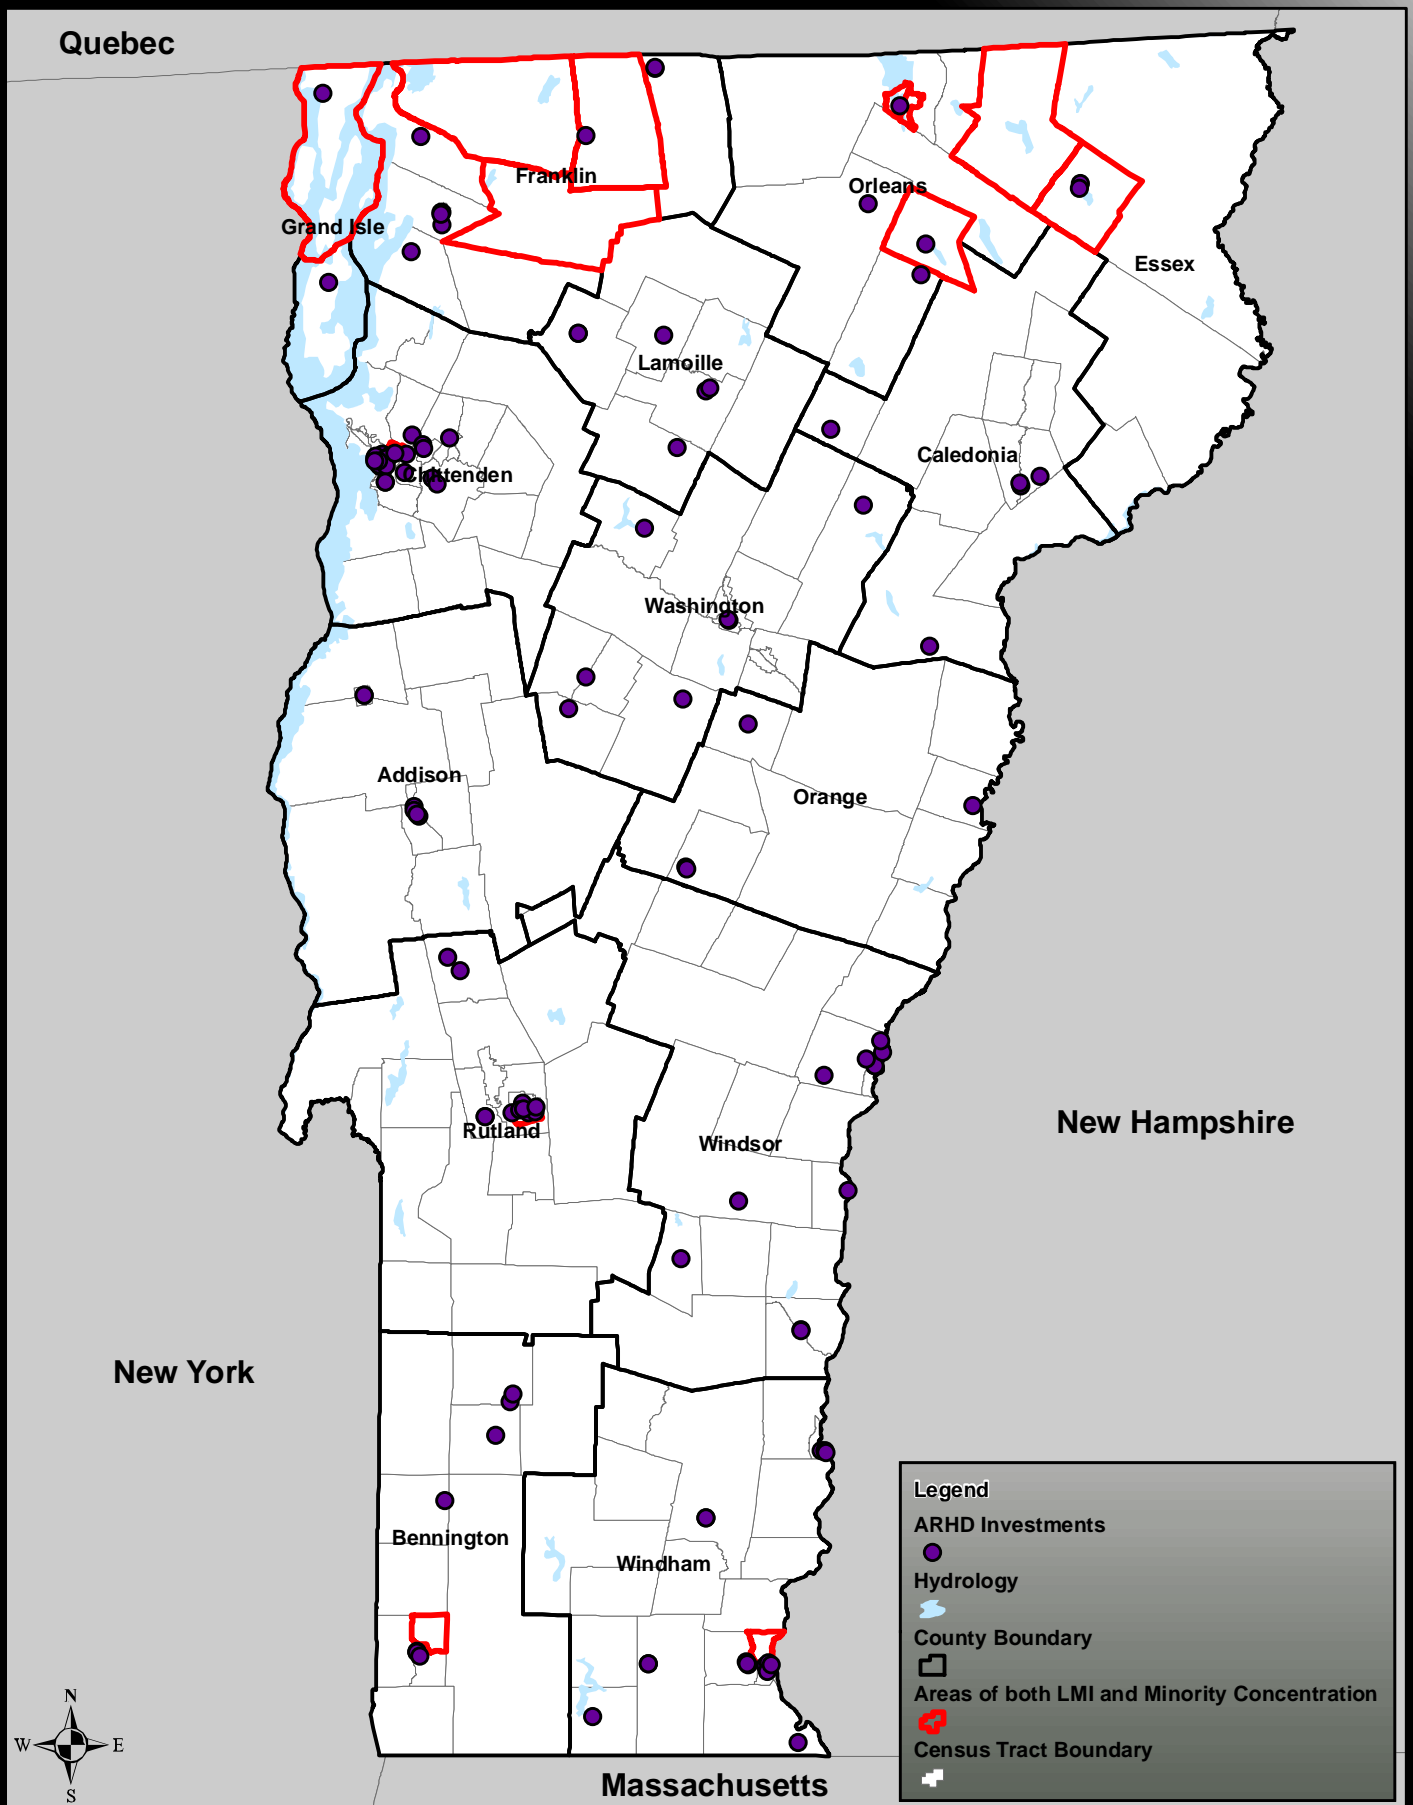 Quebec
Franklin
Orleans
Grand Isle
Essex
Lamoille
Caledonia
Chittenden
Washington
Addison
Orange
New Hampshire
Rutland
Windsor
New York
Bennington
Windham
Legend
ARHD Investments
Hydrology
County Boundary
Areas of both LMI and Minority Concentration
Census Tract Boundary
N
W
E
S
Massachusetts